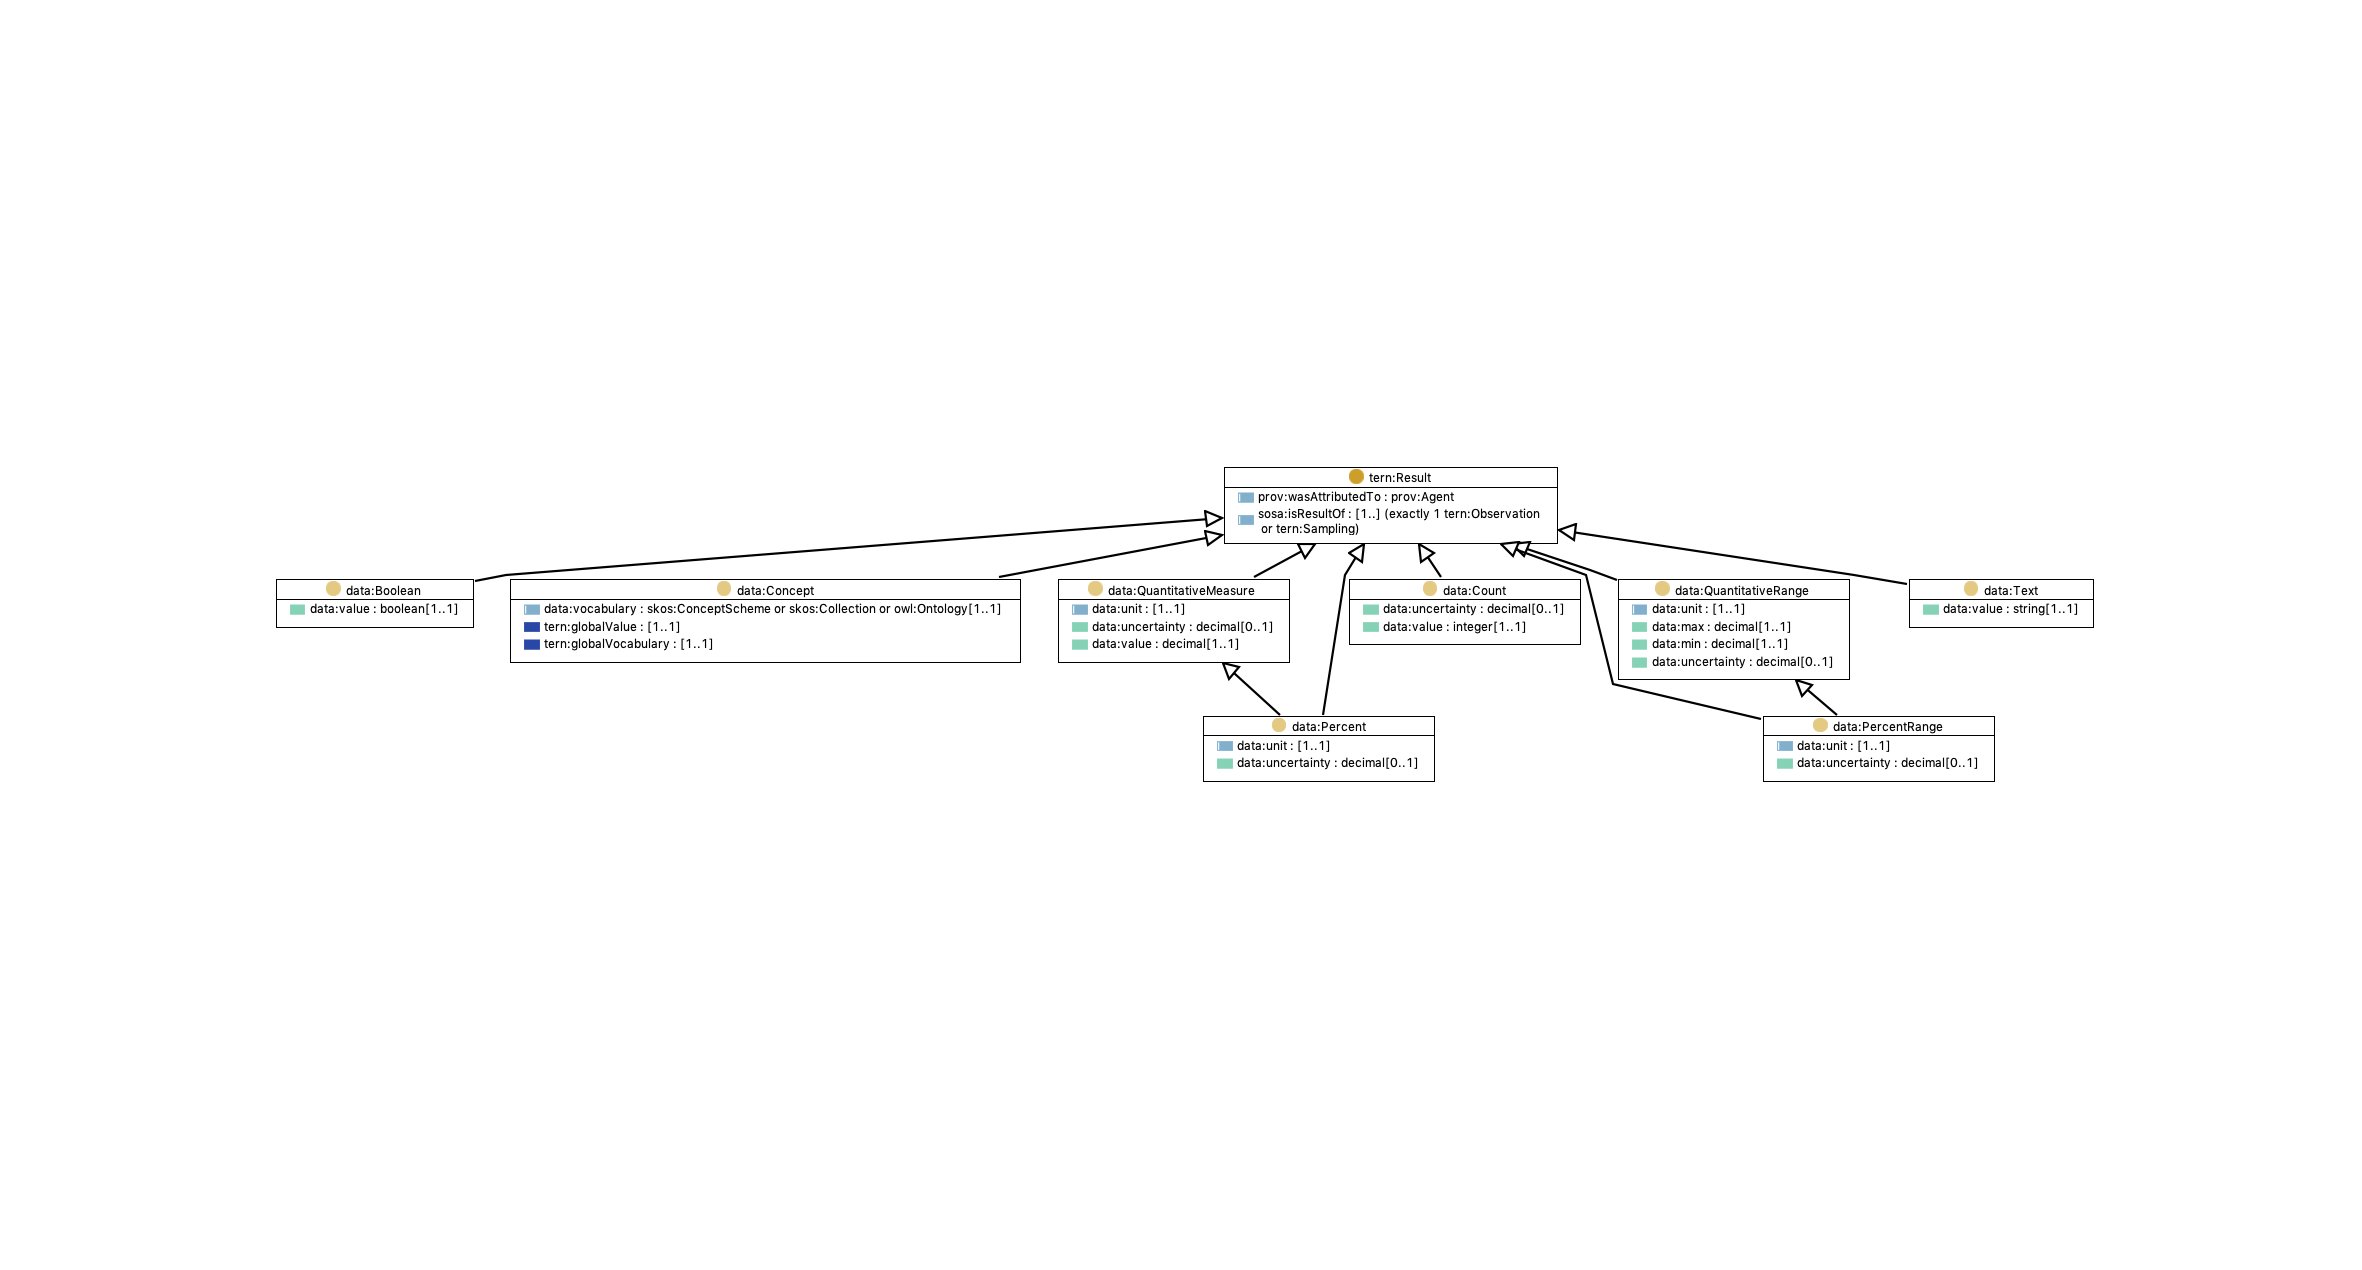 tern:Result
prov:wasAttributedTo : prov:Agent
sosa:isResultOf : [1..] (exactly 1 tern:Observation
or tern:Sampling)
data:Boolean
data:value : boolean[1..1]
data:Concept
data:vocabulary : skos:ConceptScheme or skos:Collection or owl:Ontology[1..1]
tern:globalValue : [1..1]
tern:globalVocabulary : [1..1]
data:QuantitativeMeasure
data:unit : [1..1]
data:uncertainty : decimal[0..1]
data:value : decimal[1..1]
data:Count
data:uncertainty : decimal[0..1]
data:value : integer[1..1]
data:QuantitativeRange
data:unit : [1..1]
data:max : decimal[1..1]
data:min : decimal[1..1]
data:uncertainty : decimal[0..1]
data:Text
data:value : string[1..1]
data:Percent
data:unit : [1..1]
data:uncertainty : decimal[0..1]
data:PercentRange
data:unit : [1..1]
data:uncertainty : decimal[0..1]